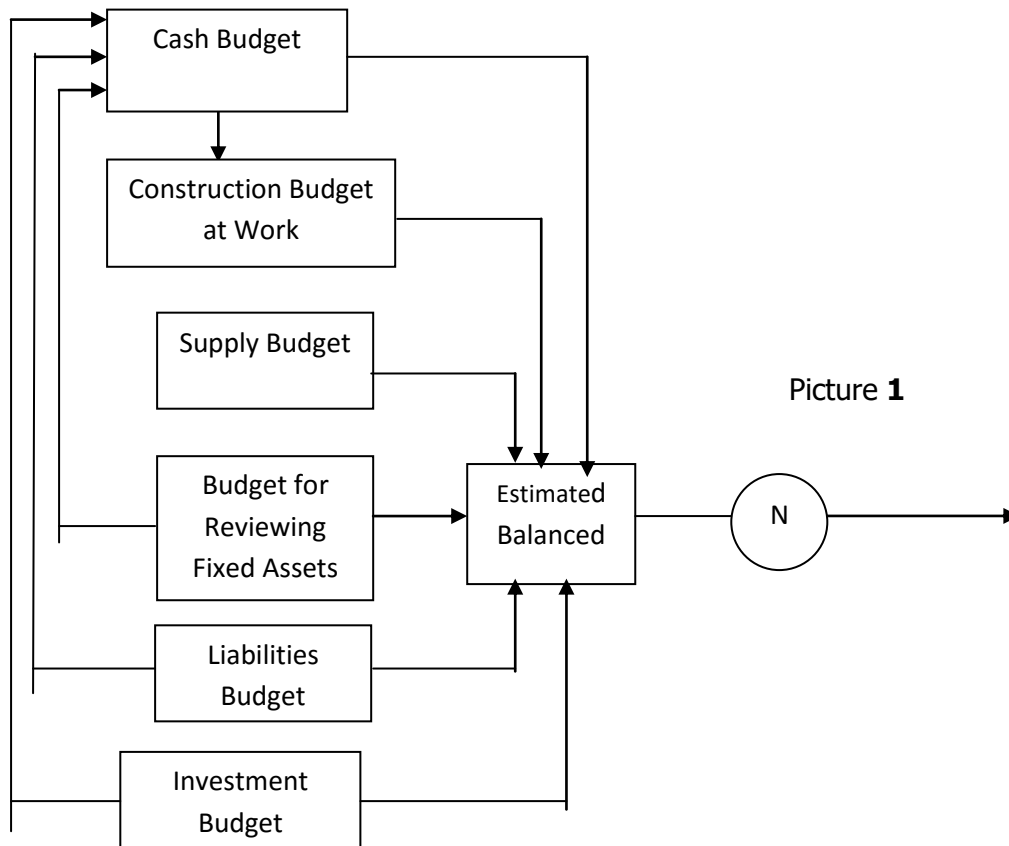 Cash Budget
Construction Budget
at Work
Supply Budget
Picture 1
Budget for
Reviewing
Fixed Assets
Estimated
Balanced
N
Liabilities
Budget
Investment
Budget